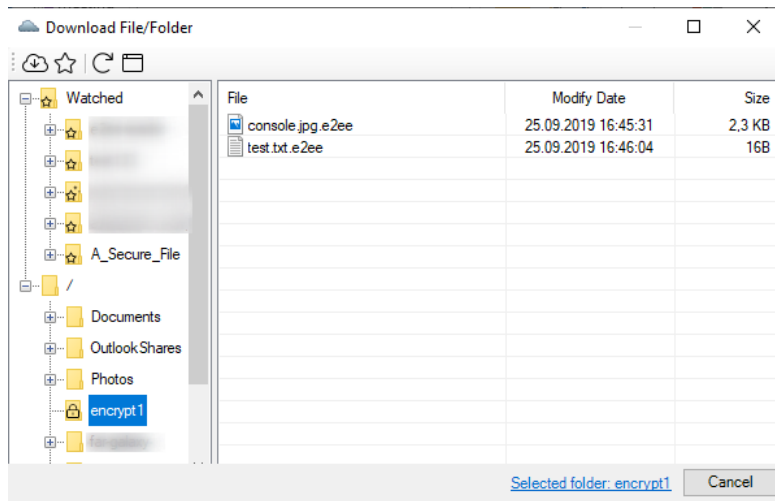 Download File/Folder
Watched
A_Secure_File
/
Documents
OutlookShares
Photos
encrypt1
File Modify Date Size
console.jpg.e2ee 25.09.2019 16:45:31 2,3 KB
test.txt.e2ee 25.09.2019 16:46:04 16B
Selected folder: encrypt1 Cancel